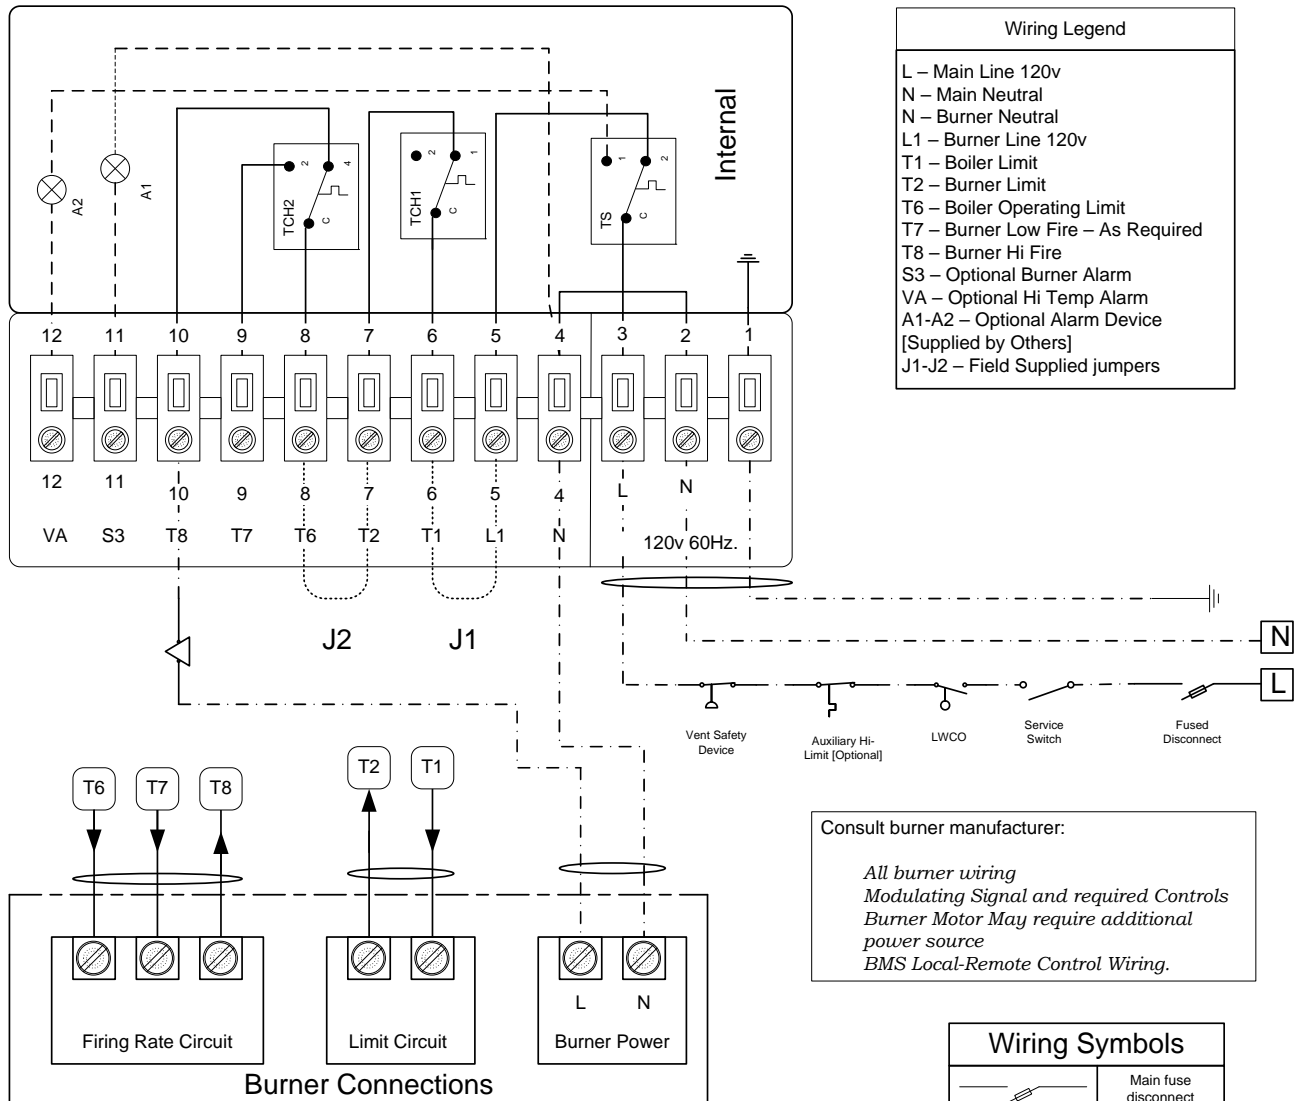 Internal
A2
A1
TCH2
2
4
C
TCH1
2
1
C
TS
1
2
C
12 11 10 9 8 7 6 5 4 3 2 1
12 11 10 9 8 7 6 5 4 L N
VA S3 T8 T7 T6 T2 T1 L1 N 120v 60Hz.
J2 J1
Wiring Legend
L – Main Line 120v
N – Main Neutral
N – Burner Neutral
L1 – Burner Line 120v
T1 – Boiler Limit
T2 – Burner Limit
T6 – Boiler Operating Limit
T7 – Burner Low Fire – As Required
T8 – Burner Hi Fire
S3 – Optional Burner Alarm
VA – Optional Hi Temp Alarm
A1-A2 – Optional Alarm Device
[Supplied by Others]
J1-J2 – Field Supplied jumpers
N
L
Vent Safety
Device
Auxiliary Hi-
Limit [Optional]
LWCO
Service
Switch
Fused
Disconnect
T6 T7 T8 T2 T1
L N
Firing Rate Circuit
Limit Circuit
Burner Power
Burner Connections
Consult burner manufacturer:
All burner wiring
Modulating Signal and required Controls
Burner Motor May require additional
power source
BMS Local-Remote Control Wiring.
Wiring Symbols
Main fuse
disconnect